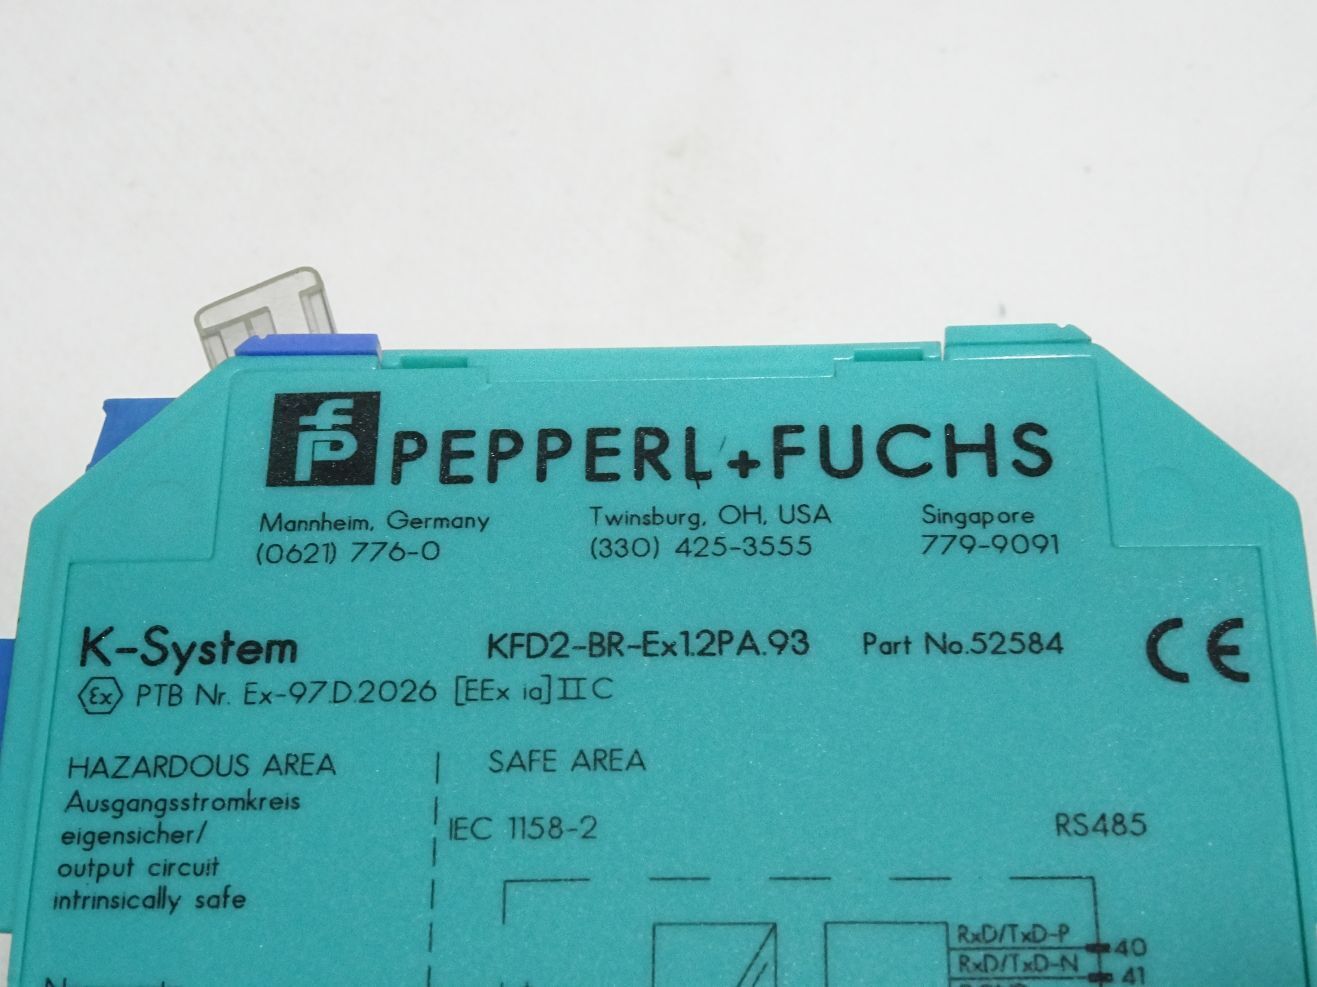 fP PEPPERL+FUCHS
Mannheim, Germany
(0621) 776-0
Twinsburg, OH, USA
(330) 425-3555
Singapore
779-9091
K-System
KFD2-BR-Ex1.2PA.93
Part No.52584
CE
Ex PTB Nr. Ex-97.D.2026 [EEx ia] II C
HAZARDOUS AREA
Ausgangsstromkreis
eigensicher/
output circuit
intrinsically safe
SAFE AREA
IEC 1158-2
RS485
RxD/TxD-P 40
RxD/TxD-N 41